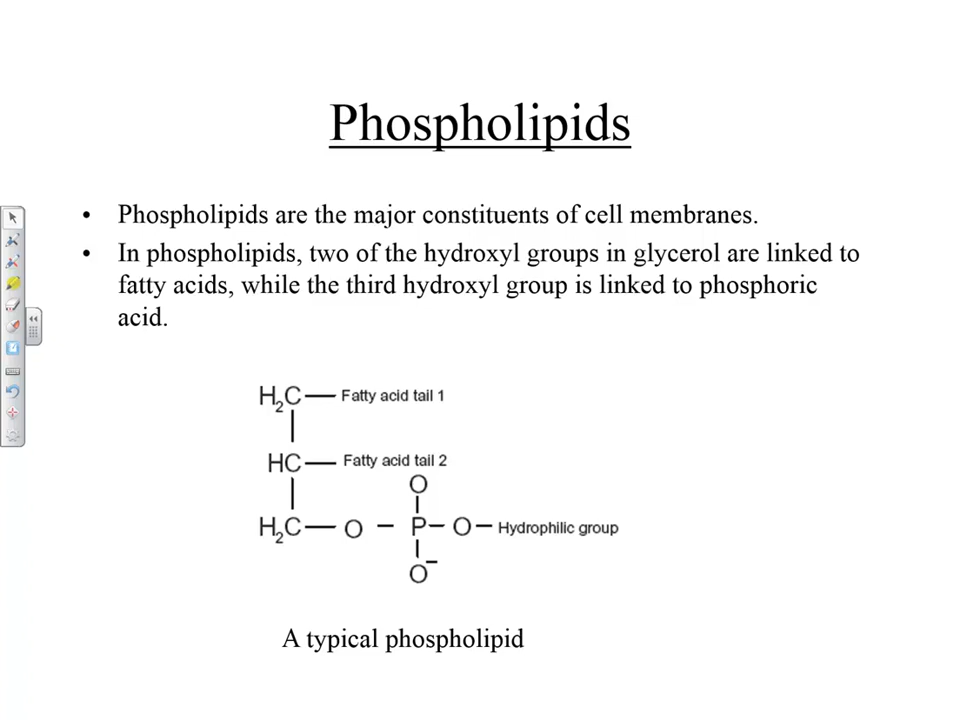 Phospholipids
• Phospholipids are the major constituents of cell membranes.
• In phospholipids, two of the hydroxyl groups in glycerol are linked to
fatty acids, while the third hydroxyl group is linked to phosphoric
acid.
H₂C — Fatty acid tail 1
HC — Fatty acid tail 2
O
H₂C — O – P – O – Hydrophilic group
O⁻
A typical phospholipid